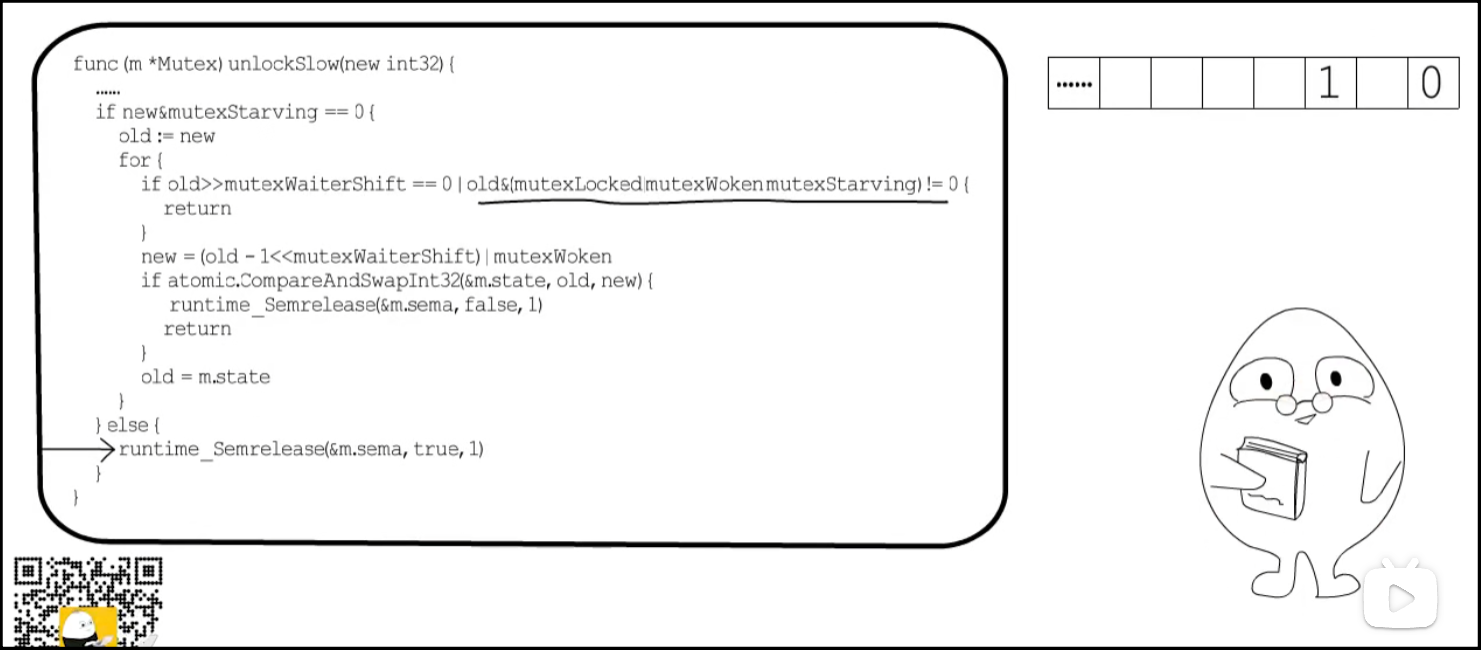 func (m *Mutex) unlockSlow(new int32) {
......
if new&mutexStarving == 0 {
old := new
for {
if old>>mutexWaiterShift == 0 | old&(mutexLocked|mutexWokenmutexStarving) != 0 {
return
}
new = (old - 1<<mutexWaiterShift) | mutexWoken
if atomic.CompareAndSwapInt32(&m.state, old, new) {
runtime_Semrelease(&m.sema, false, 1)
return
}
old = m.state
}
} else {
runtime_Semrelease(&m.sema, true, 1)
}
}
...... 1 0